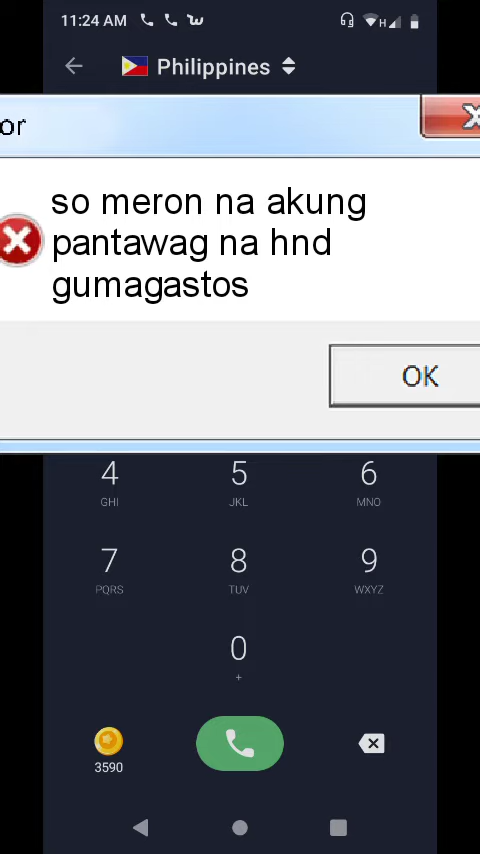 11:24 AM
Philippines
or
so meron na akung
pantawag na hnd
gumagastos
OK
4 5 6
GHI JKL MNO
7 8 9
PQRS TUV WXYZ
0
+
3590